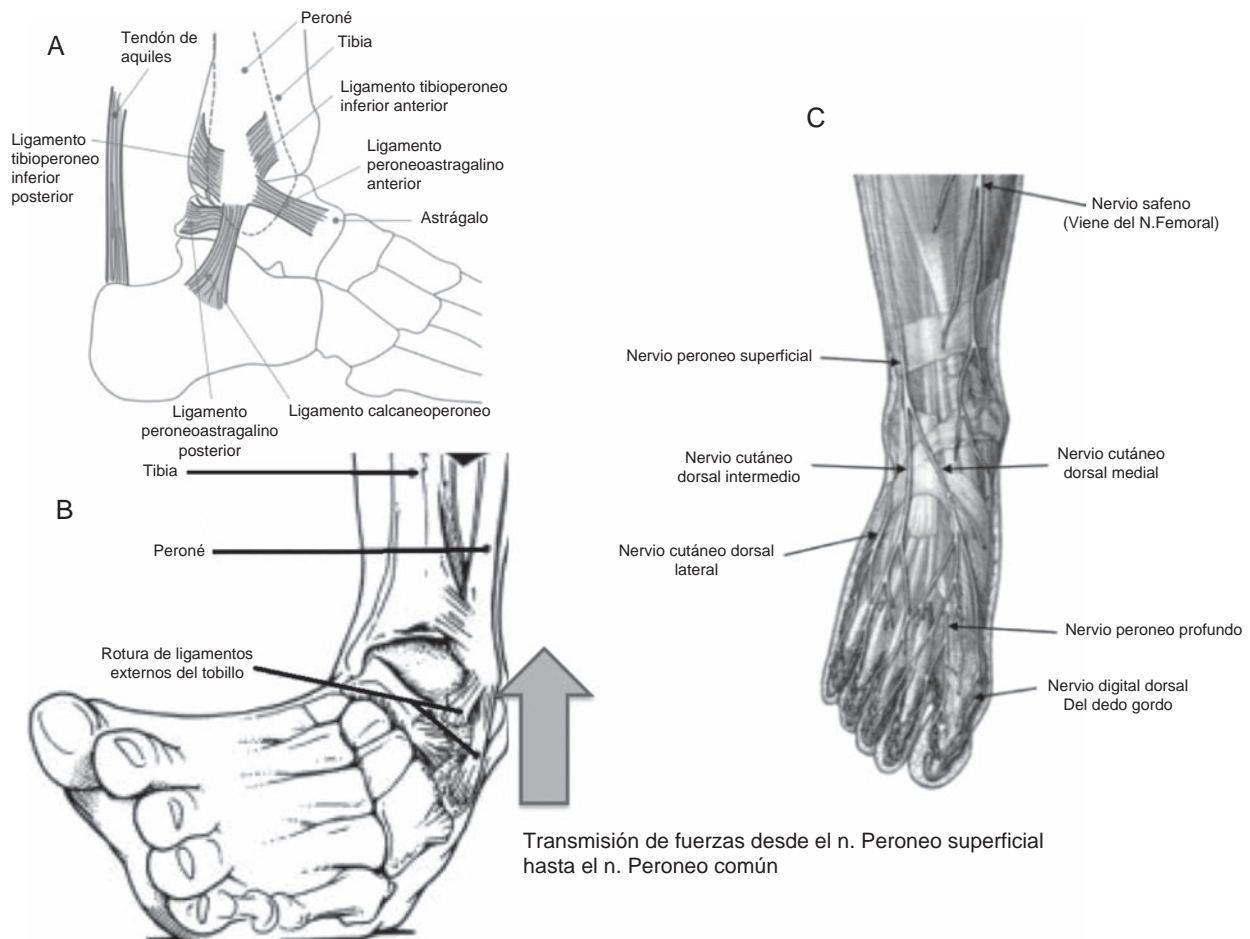 A
Peroné
Tendón de
aquiles
Tibia
Ligamento tibioperoneo
inferior anterior
Ligamento
tibioperoneo
inferior
posterior
Ligamento
peroneoastragalino
anterior
Astrágalo
Ligamento
peroneoastragalino
posterior
Ligamento calcaneoperoneo
B
Tibia
Peroné
Rotura de ligamentos
externos del tobillo
Transmisión de fuerzas desde el n. Peroneo superficial
hasta el n. Peroneo común
C
Nervio safeno
(Viene del N.Femoral)
Nervio peroneo superficial
Nervio cutáneo
dorsal intermedio
Nervio cutáneo
dorsal medial
Nervio cutáneo dorsal
lateral
Nervio peroneo profundo
Nervio digital dorsal
Del dedo gordo